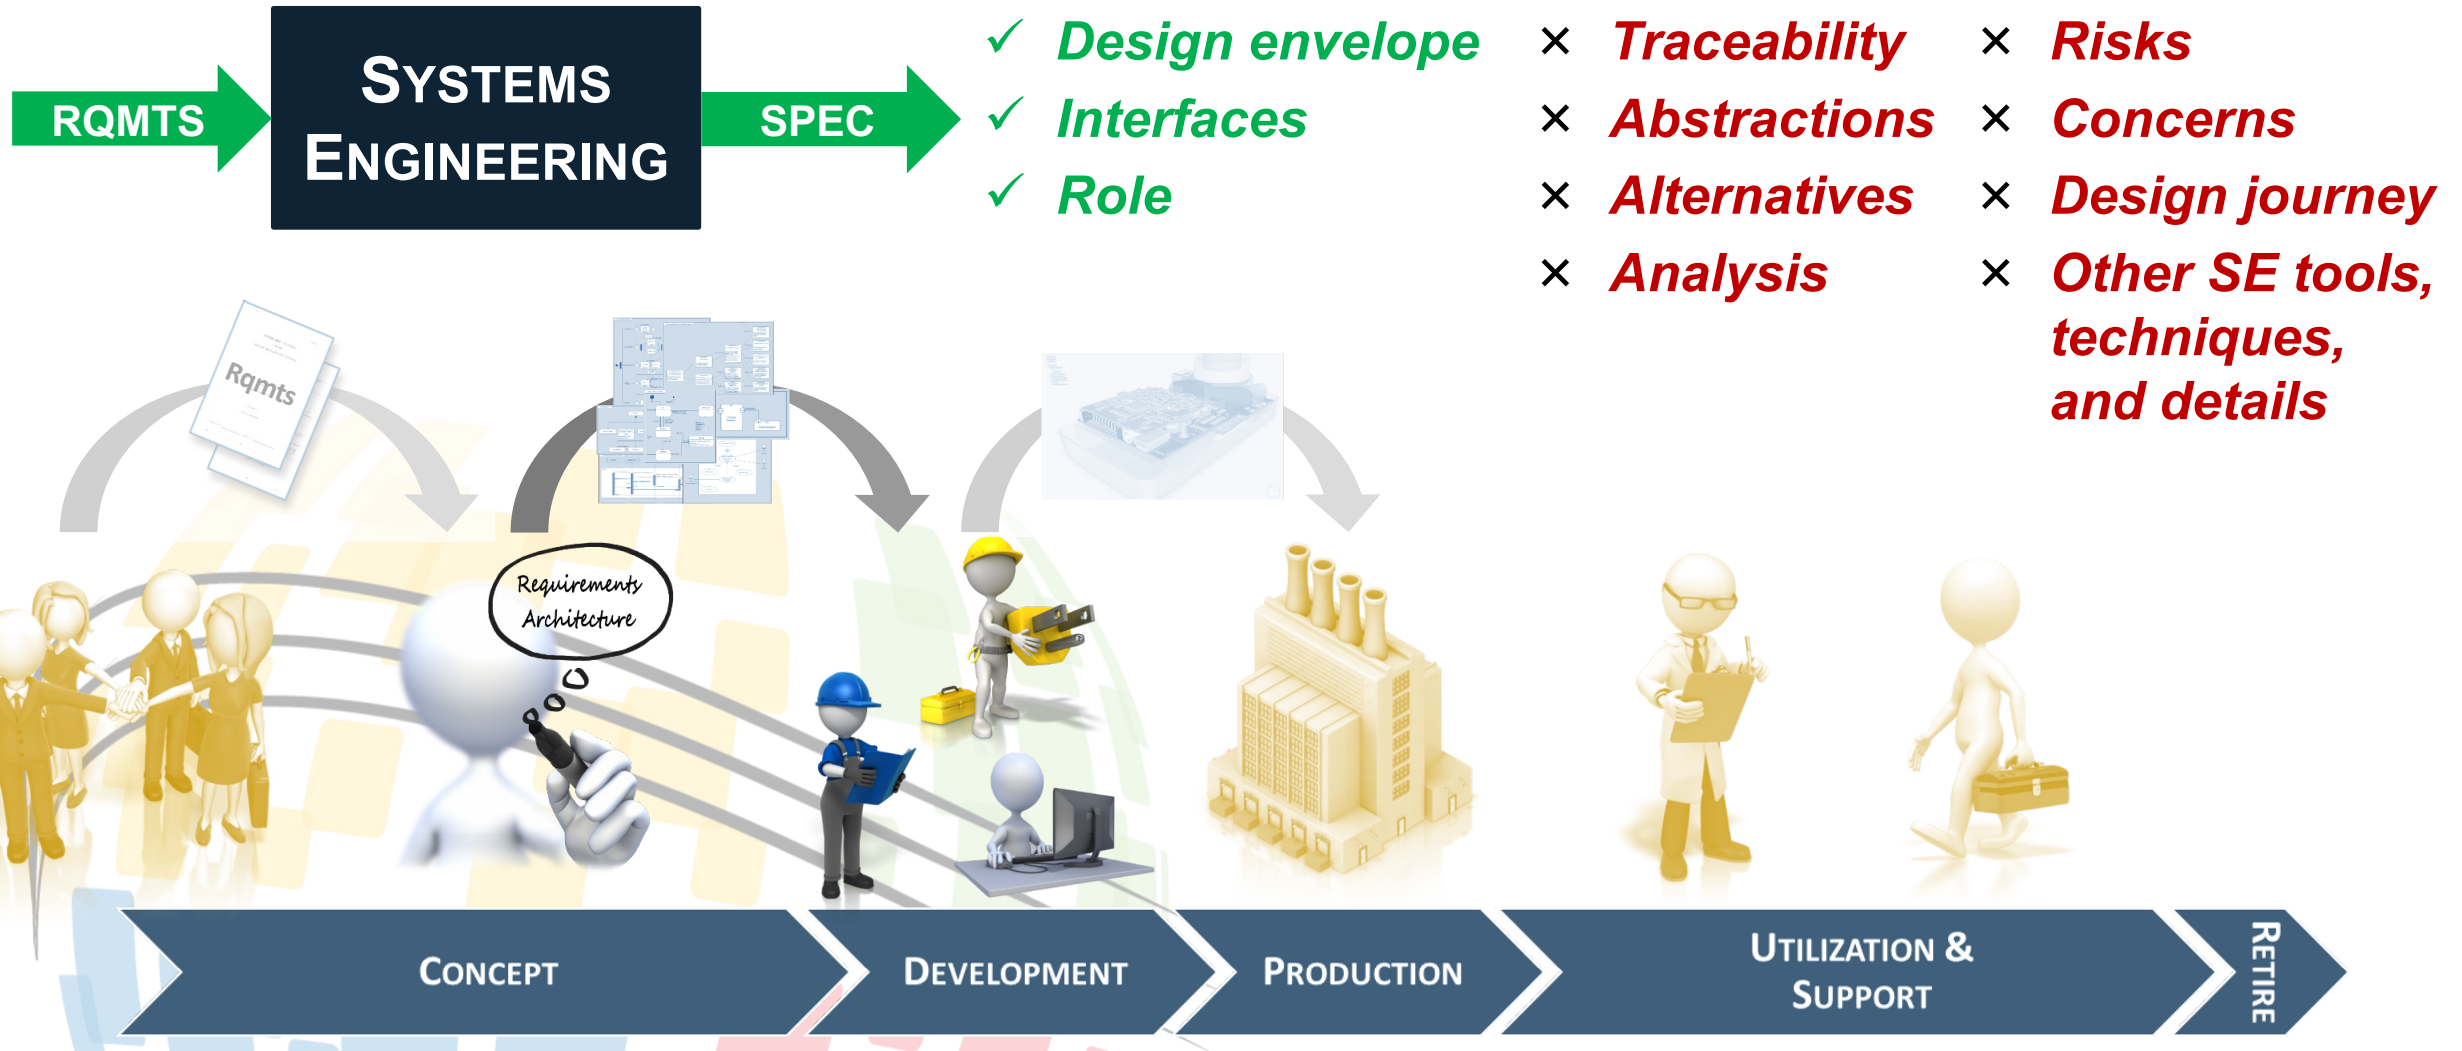 RQMTS
SYSTEMS
ENGINEERING
SPEC
✓ Design envelope
✓ Interfaces
✓ Role
× Traceability
× Abstractions
× Alternatives
× Analysis
× Risks
× Concerns
× Design journey
× Other SE tools,
techniques,
and details
Rqmts
Requirements
Architecture
CONCEPT
DEVELOPMENT
PRODUCTION
UTILIZATION &
SUPPORT
RETIRE